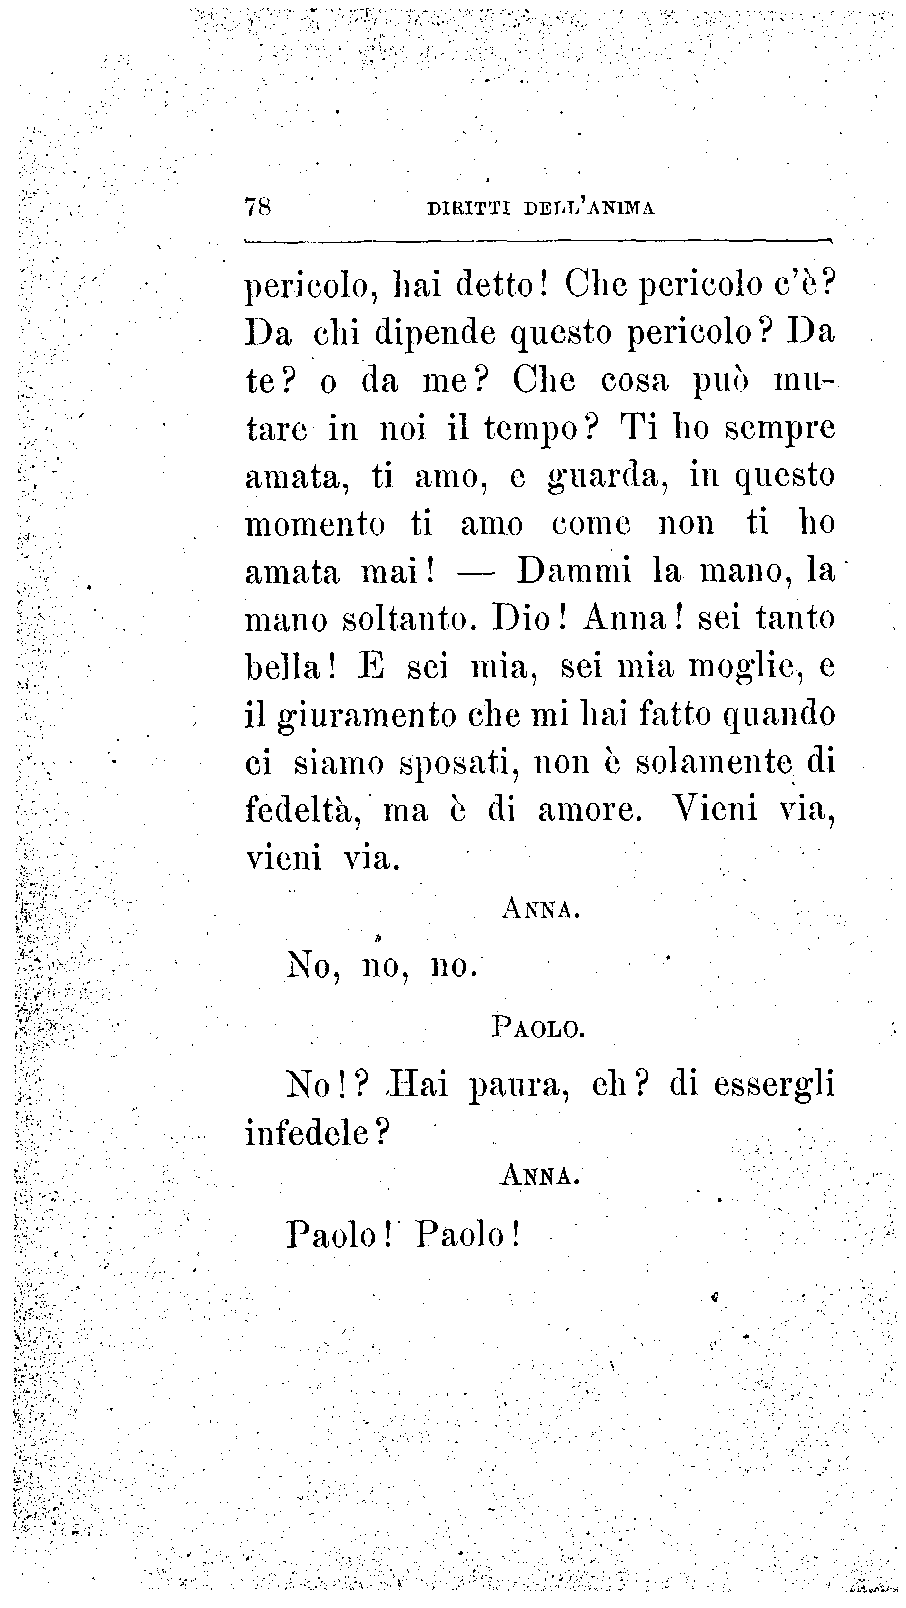 78 DIRITTI DELL'ANIMA
pericolo, hai detto! Che pericolo c'è?
Da chi dipende questo pericolo? Da
te? o da me? Che cosa può mu-
tare in noi il tempo? Ti ho sempre
amata, ti amo, e guarda, in questo
momento ti amo come non ti ho
amata mai! — Dammi la mano, la
mano soltanto. Dio! Anna! sei tanto
bella! E sei mia, sei mia moglie, e
il giuramento che mi hai fatto quando
ci siamo sposati, non è solamente di
fedeltà, ma è di amore. Vieni via,
vieni via.
ANNA.
No, no, no.
PAOLO.
No!? Hai paura, eh? di essergli
infedele?
ANNA.
Paolo! Paolo!